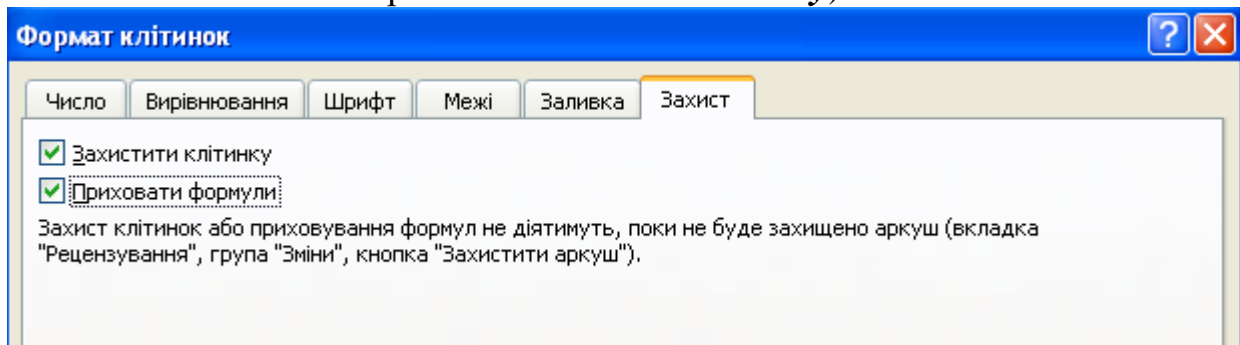 Формат клітинок
Число Вирівнювання Шрифт Межі Заливка Захист
Захистити клітинку
Приховати формули
Захист клітинок або приховування формул не діятимуть, поки не буде захищено аркуш (вкладка
"Рецензування", група "Зміни", кнопка "Захистити аркуш").